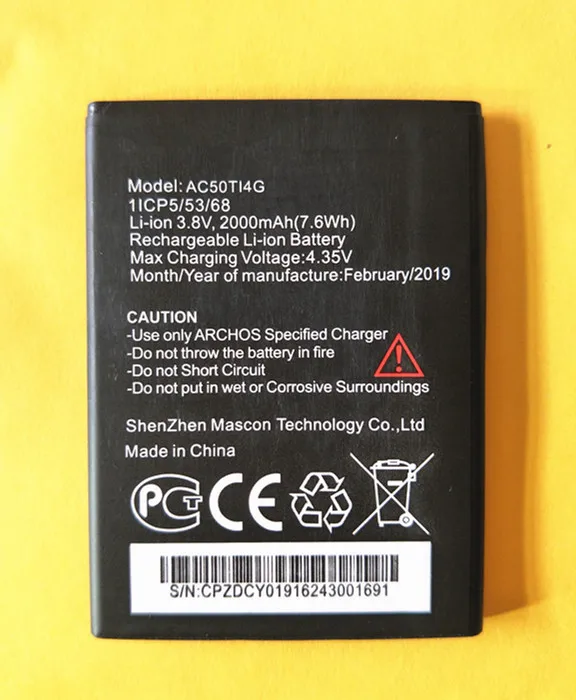 Model: AC50TI4G
1ICP5/53/68
Li-ion 3.8V, 2000mAh(7.6Wh)
Rechargeable Li-ion Battery
Max Charging Voltage:4.35V
Month/Year of manufacture:February/2019
CAUTION
-Use only ARCHOS Specified Charger
-Do not throw the battery in fire
-Do not Short Circuit
-Do not put in wet or Corrosive Surroundings
ShenZhen Mascon Technology Co.,Ltd
Made in China
PCT CE
S/N:CPZDCY01916243001691